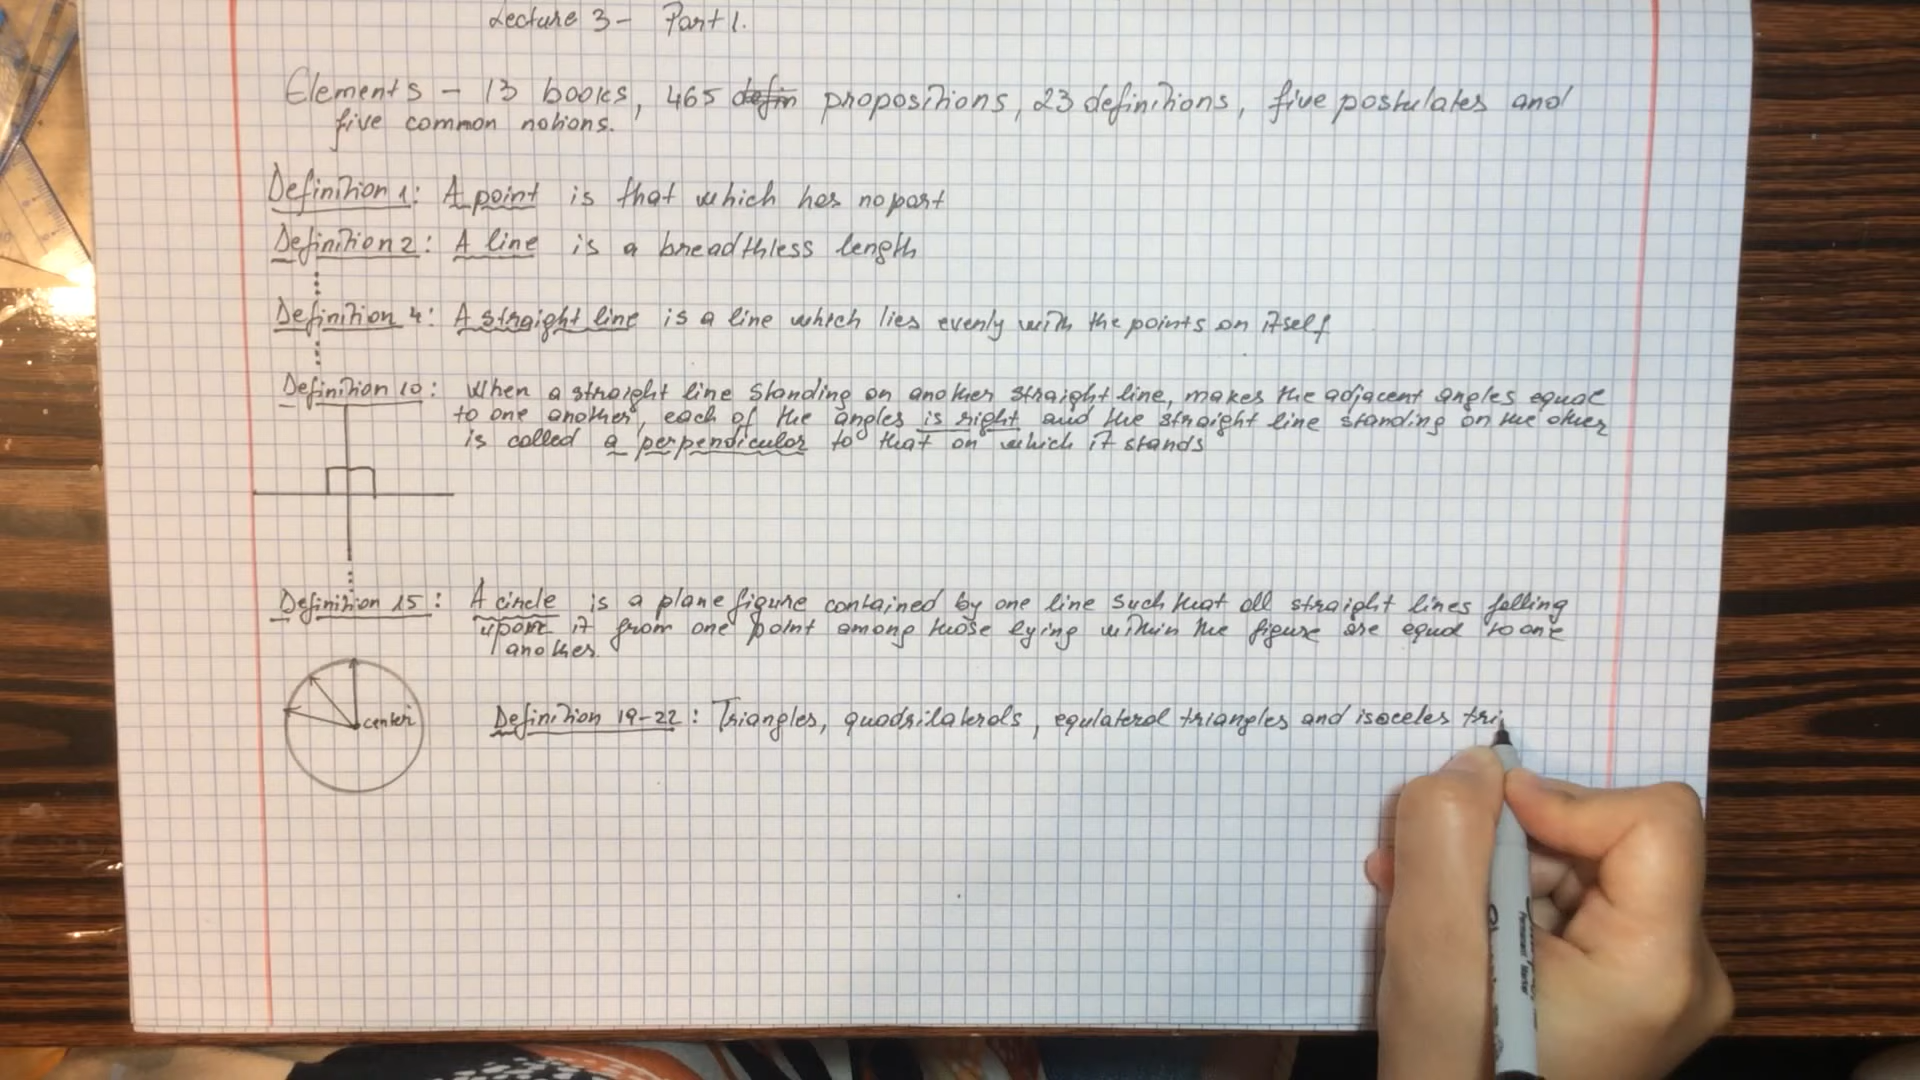 Lecture 3 - Part 1.
Elements - 13 books, 465 defin propositions, 23 definitions, five postulates and
five common notions.
Definition 1: A point is that which has no part
Definition 2: A line is a breadthless length
Definition 4: A straight line is a line which lies evenly with the points on itself
Definition 10: When a straight line standing on another straight line, makes the adjacent angles equal
to one another, each of the angles is right and the straight line standing on the other
is called a perpendicular to that on which it stands
Definition 15: A circle is a plane figure contained by one line such that all straight lines falling
upon it from one point among those lying within the figure are equal to one
another.
center
Definition 19-22: Triangles, quadrilaterals, equlateral triangles and isoceles tri
Permanent Marker